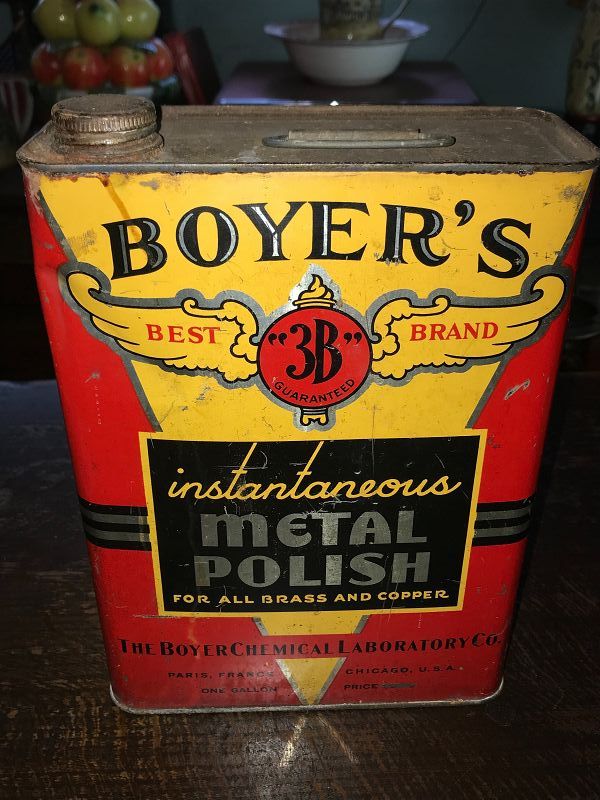 BOYER'S
BEST "3B" BRAND
GUARANTEED
instantaneous
METAL
POLISH
FOR ALL BRASS AND COPPER
THE BOYER CHEMICAL LABORATORY CO.
PARIS, FRANCE CHICAGO, U.S.A.
ONE GALLON PRICE